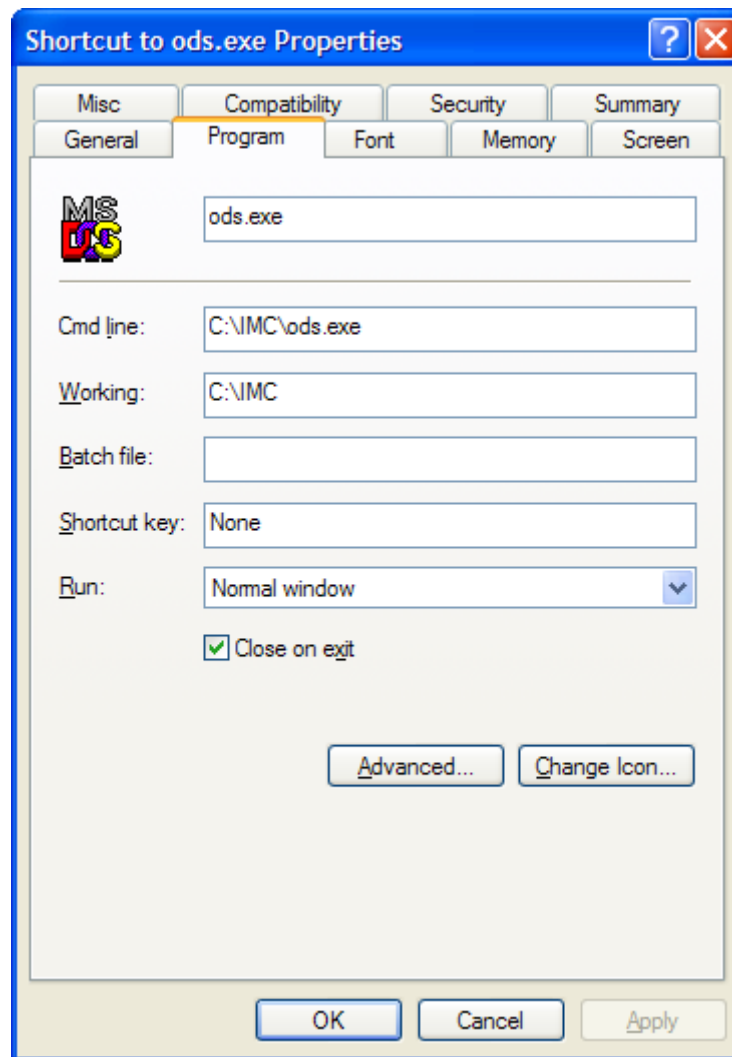 Shortcut to ods.exe Properties
Misc Compatibility Security Summary
General Program Font Memory Screen
MS DOS
ods.exe
Cmd line: C:\IMC\ods.exe
Working: C:\IMC
Batch file:
Shortcut key: None
Run: Normal window
Close on exit
Advanced... Change Icon...
OK Cancel Apply